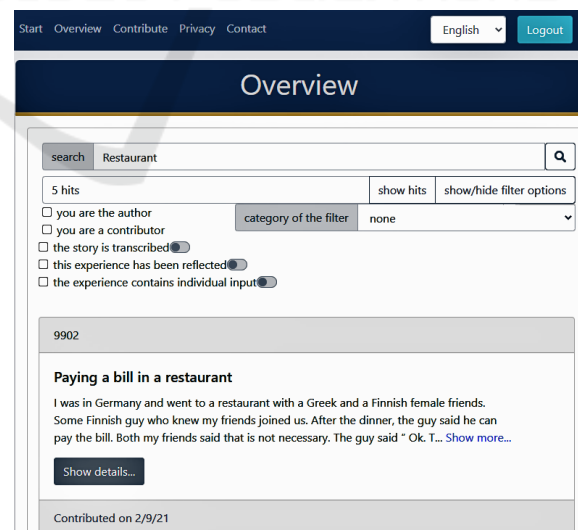 Start Overview Contribute Privacy Contact English Logout
Overview
search Restaurant
5 hits show hits show/hide filter options
you are the author
category of the filter none
you are a contributor
the story is transcribed
this experience has been reflected
the experience contains individual input
9902
Paying a bill in a restaurant
I was in Germany and went to a restaurant with a Greek and a Finnish female friends.
Some Finnish guy who knew my friends joined us. After the dinner, the guy said he can
pay the bill. Both my friends said that is not necessary. The guy said “ Ok. T... Show more...
Show details...
Contributed on 2/9/21